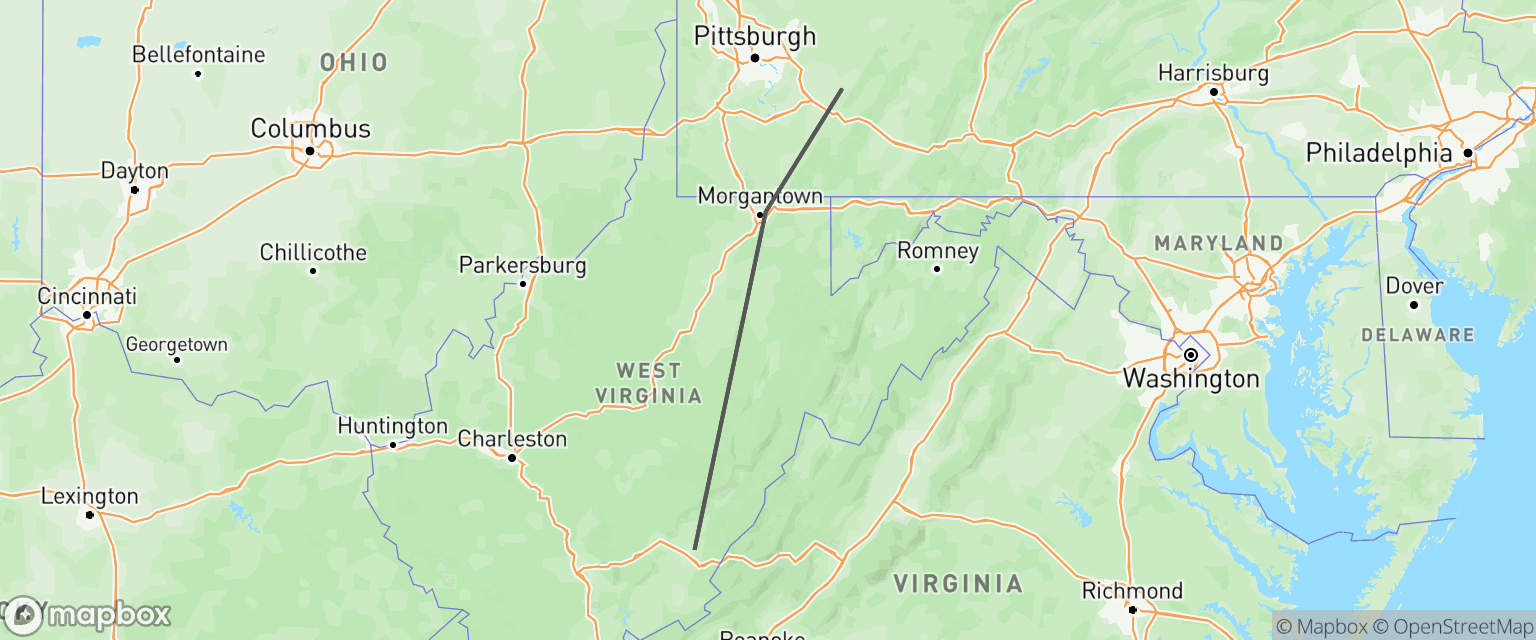 Pittsburgh
Bellefontaine
OHIO
Harrisburg
Columbus
Philadelphia
Dayton
Morgantown
MARYLAND
Romney
Chillicothe
Parkersburg
Dover
Cincinnati
DELAWARE
Georgetown
WEST
VIRGINIA
Washington
Huntington
Charleston
Lexington
VIRGINIA
Richmond
mapbox
© Mapbox © OpenStreetMap
Roanoke